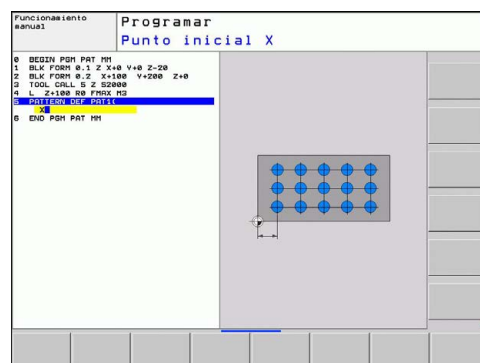 Funcionamiento
manual
Programar
Punto inicial X
0 BEGIN PGM PAT MM
1 BLK FORM 0.1 Z X+0 Y+0 Z-20
2 BLK FORM 0.2 X+100 Y+200 Z+0
3 TOOL CALL 5 Z S2000
4 L Z+100 R0 FMAX M3
5 PATTERN DEF PAT1(
X
6 END PGM PAT MM